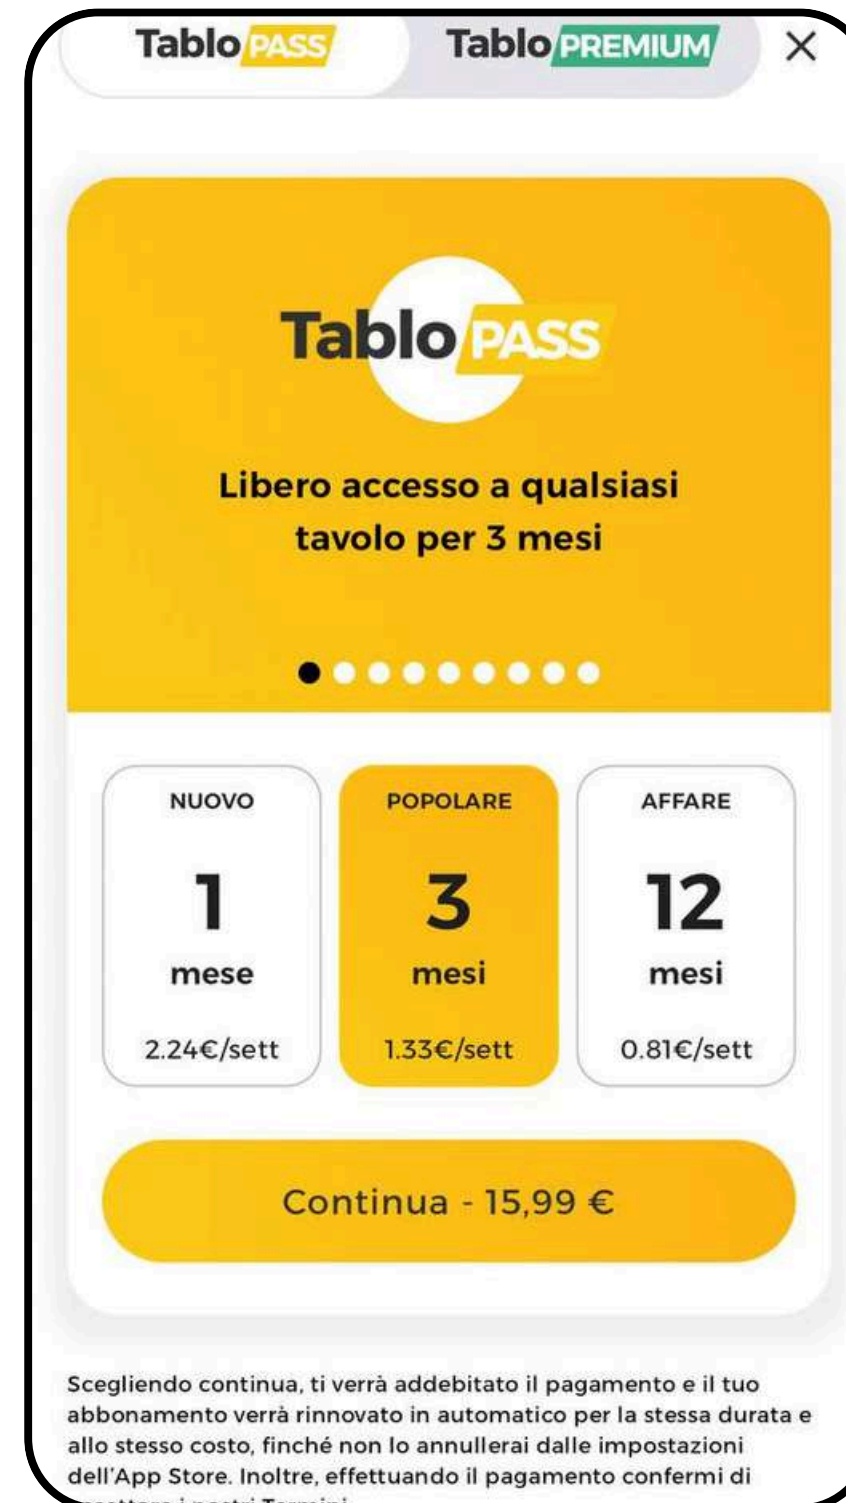 Tablo PASS
Tablo PREMIUM
Tablo PASS
Libero accesso a qualsiasi
tavolo per 3 mesi
NUOVO
1
mese
2.24€/sett
POPOLARE
3
mesi
1.33€/sett
AFFARE
12
mesi
0.81€/sett
Continua - 15,99 €
Scegliendo continua, ti verrà addebitato il pagamento e il tuo
abbonamento verrà rinnovato in automatico per la stessa durata e
allo stesso costo, finché non lo annullerai dalle impostazioni
dell'App Store. Inoltre, effettuando il pagamento confermi di